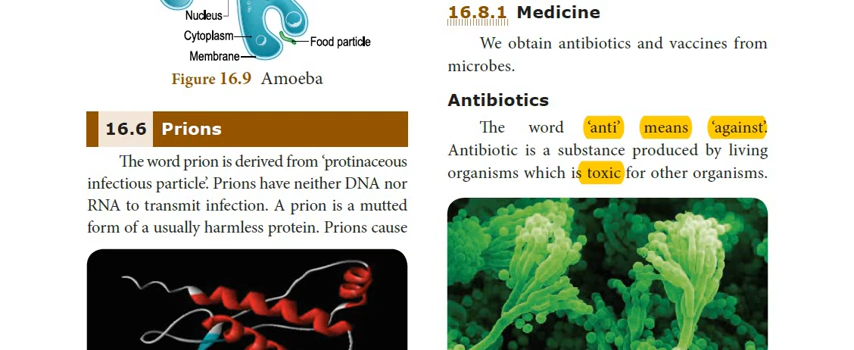 Nucleus
Cytoplasm
Food particle
Membrane
Figure 16.9 Amoeba
16.6 Prions
The word prion is derived from ‘protinaceous
infectious particle’. Prions have neither DNA nor
RNA to transmit infection. A prion is a mutted
form of a usually harmless protein. Prions cause
16.8.1 Medicine
We obtain antibiotics and vaccines from
microbes.
Antibiotics
The word ‘anti’ means ‘against’.
Antibiotic is a substance produced by living
organisms which is toxic for other organisms.